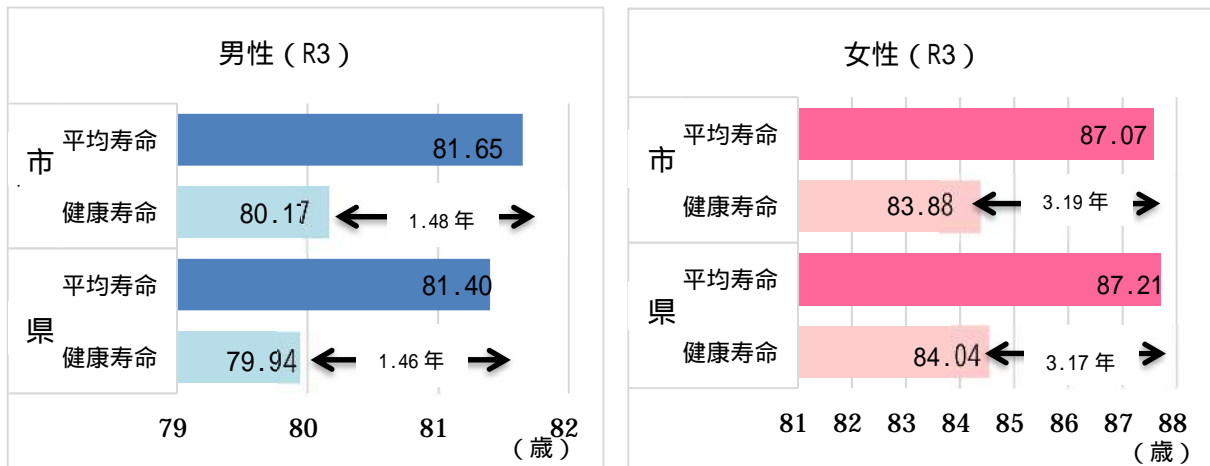 男性（R3）
市
平均寿命
81.65
健康寿命
80.17
1.48 年
県
平均寿命
81.40
健康寿命
79.94
1.46 年
79 80 81 82
（歳）
女性（R3）
市
平均寿命
87.07
健康寿命
83.88
3.19 年
県
平均寿命
87.21
健康寿命
84.04
3.17 年
81 82 83 84 85 86 87 88
（歳）